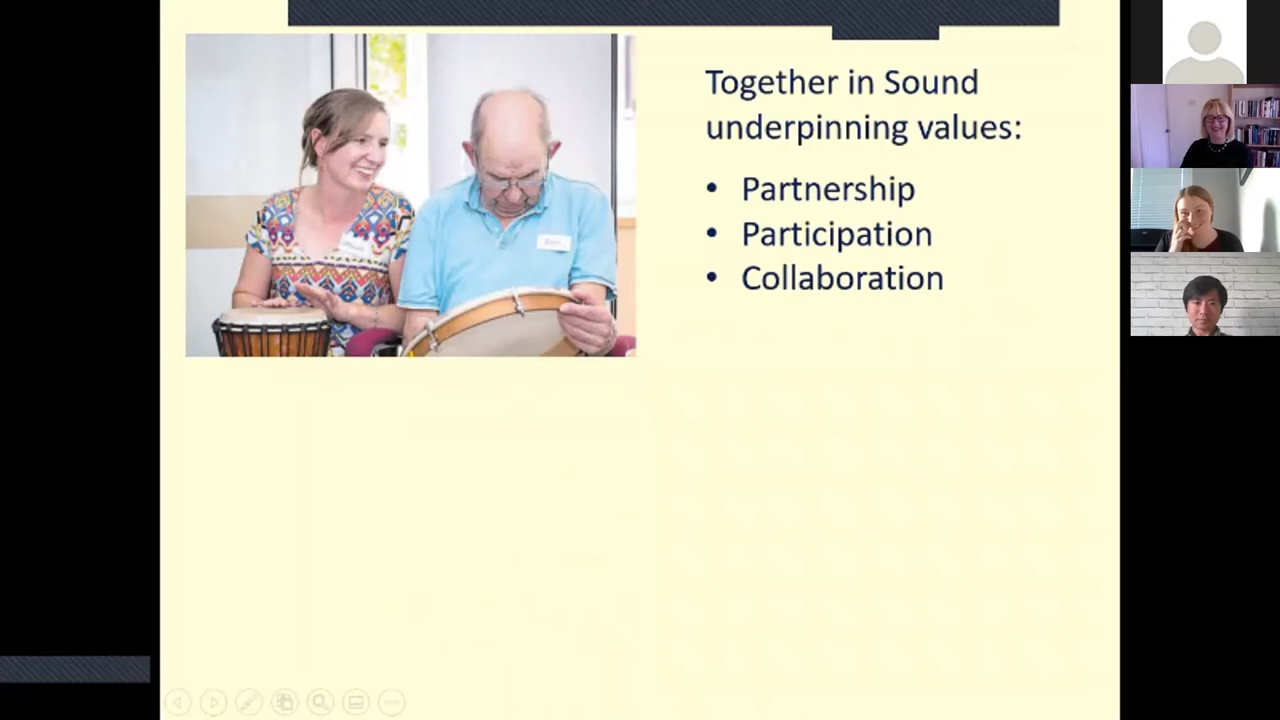 Together in Sound
underpinning values:
• Partnership
• Participation
• Collaboration